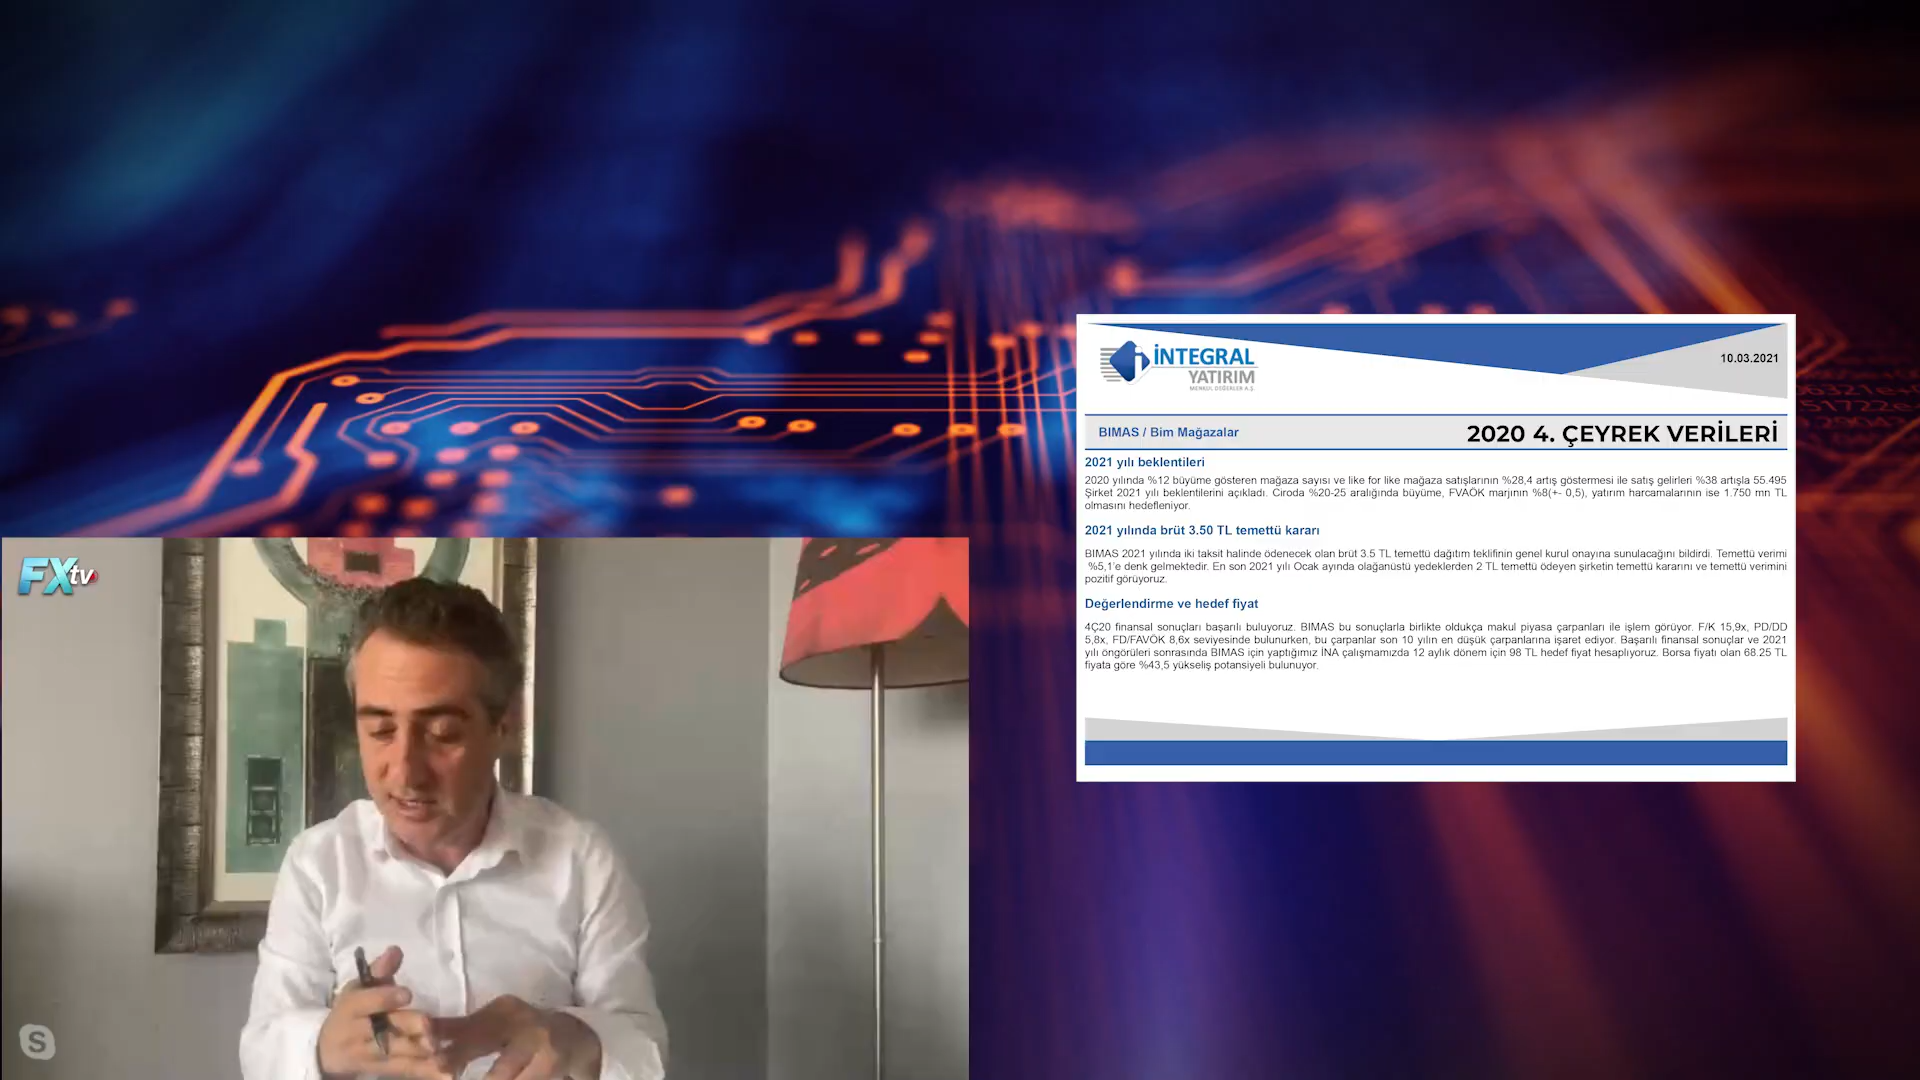 İNTEGRAL
YATIRIM
MENKUL DEĞERLER A.Ş.
10.03.2021
BIMAS / Bim Mağazalar
2020 4. ÇEYREK VERİLERİ
2021 yılı beklentileri
2020 yılında %12 büyüme gösteren mağaza sayısı ve like for like mağaza satışlarının %28,4 artış göstermesi ile satış gelirleri %38 artışla 55.495
Şirket 2021 yılı beklentilerini açıkladı. Ciroda %20-25 aralığında büyüme, FVAÖK marjının %8(+- 0,5), yatırım harcamalarının ise 1.750 mn TL
olmasını hedefleniyor.
2021 yılında brüt 3.50 TL temettü kararı
BIMAS 2021 yılında iki taksit halinde ödenecek olan brüt 3.5 TL temettü dağıtım teklifinin genel kurul onayına sunulacağını bildirdi. Temettü verimi
%5,1'e denk gelmektedir. En son 2021 yılı Ocak ayında olağanüstü yedeklerden 2 TL temettü ödeyen şirketin temettü kararını ve temettü verimini
pozitif görüyoruz.
Değerlendirme ve hedef fiyat
4Ç20 finansal sonuçları başarılı buluyoruz. BIMAS bu sonuçlarla birlikte oldukça makul piyasa çarpanları ile işlem görüyor. F/K 15,9x, PD/DD
5,8x, FD/FAVÖK 8,6x seviyesinde bulunurken, bu çarpanlar son 10 yılın en düşük çarpanlarına işaret ediyor. Başarılı finansal sonuçlar ve 2021
yılı öngörüleri sonrasında BIMAS için yaptığımız İNA çalışmamızda 12 aylık dönem için 98 TL hedef fiyat hesaplıyoruz. Borsa fiyatı olan 68.25 TL
fiyata göre %43,5 yükseliş potansiyeli bulunuyor.
FXtv
S